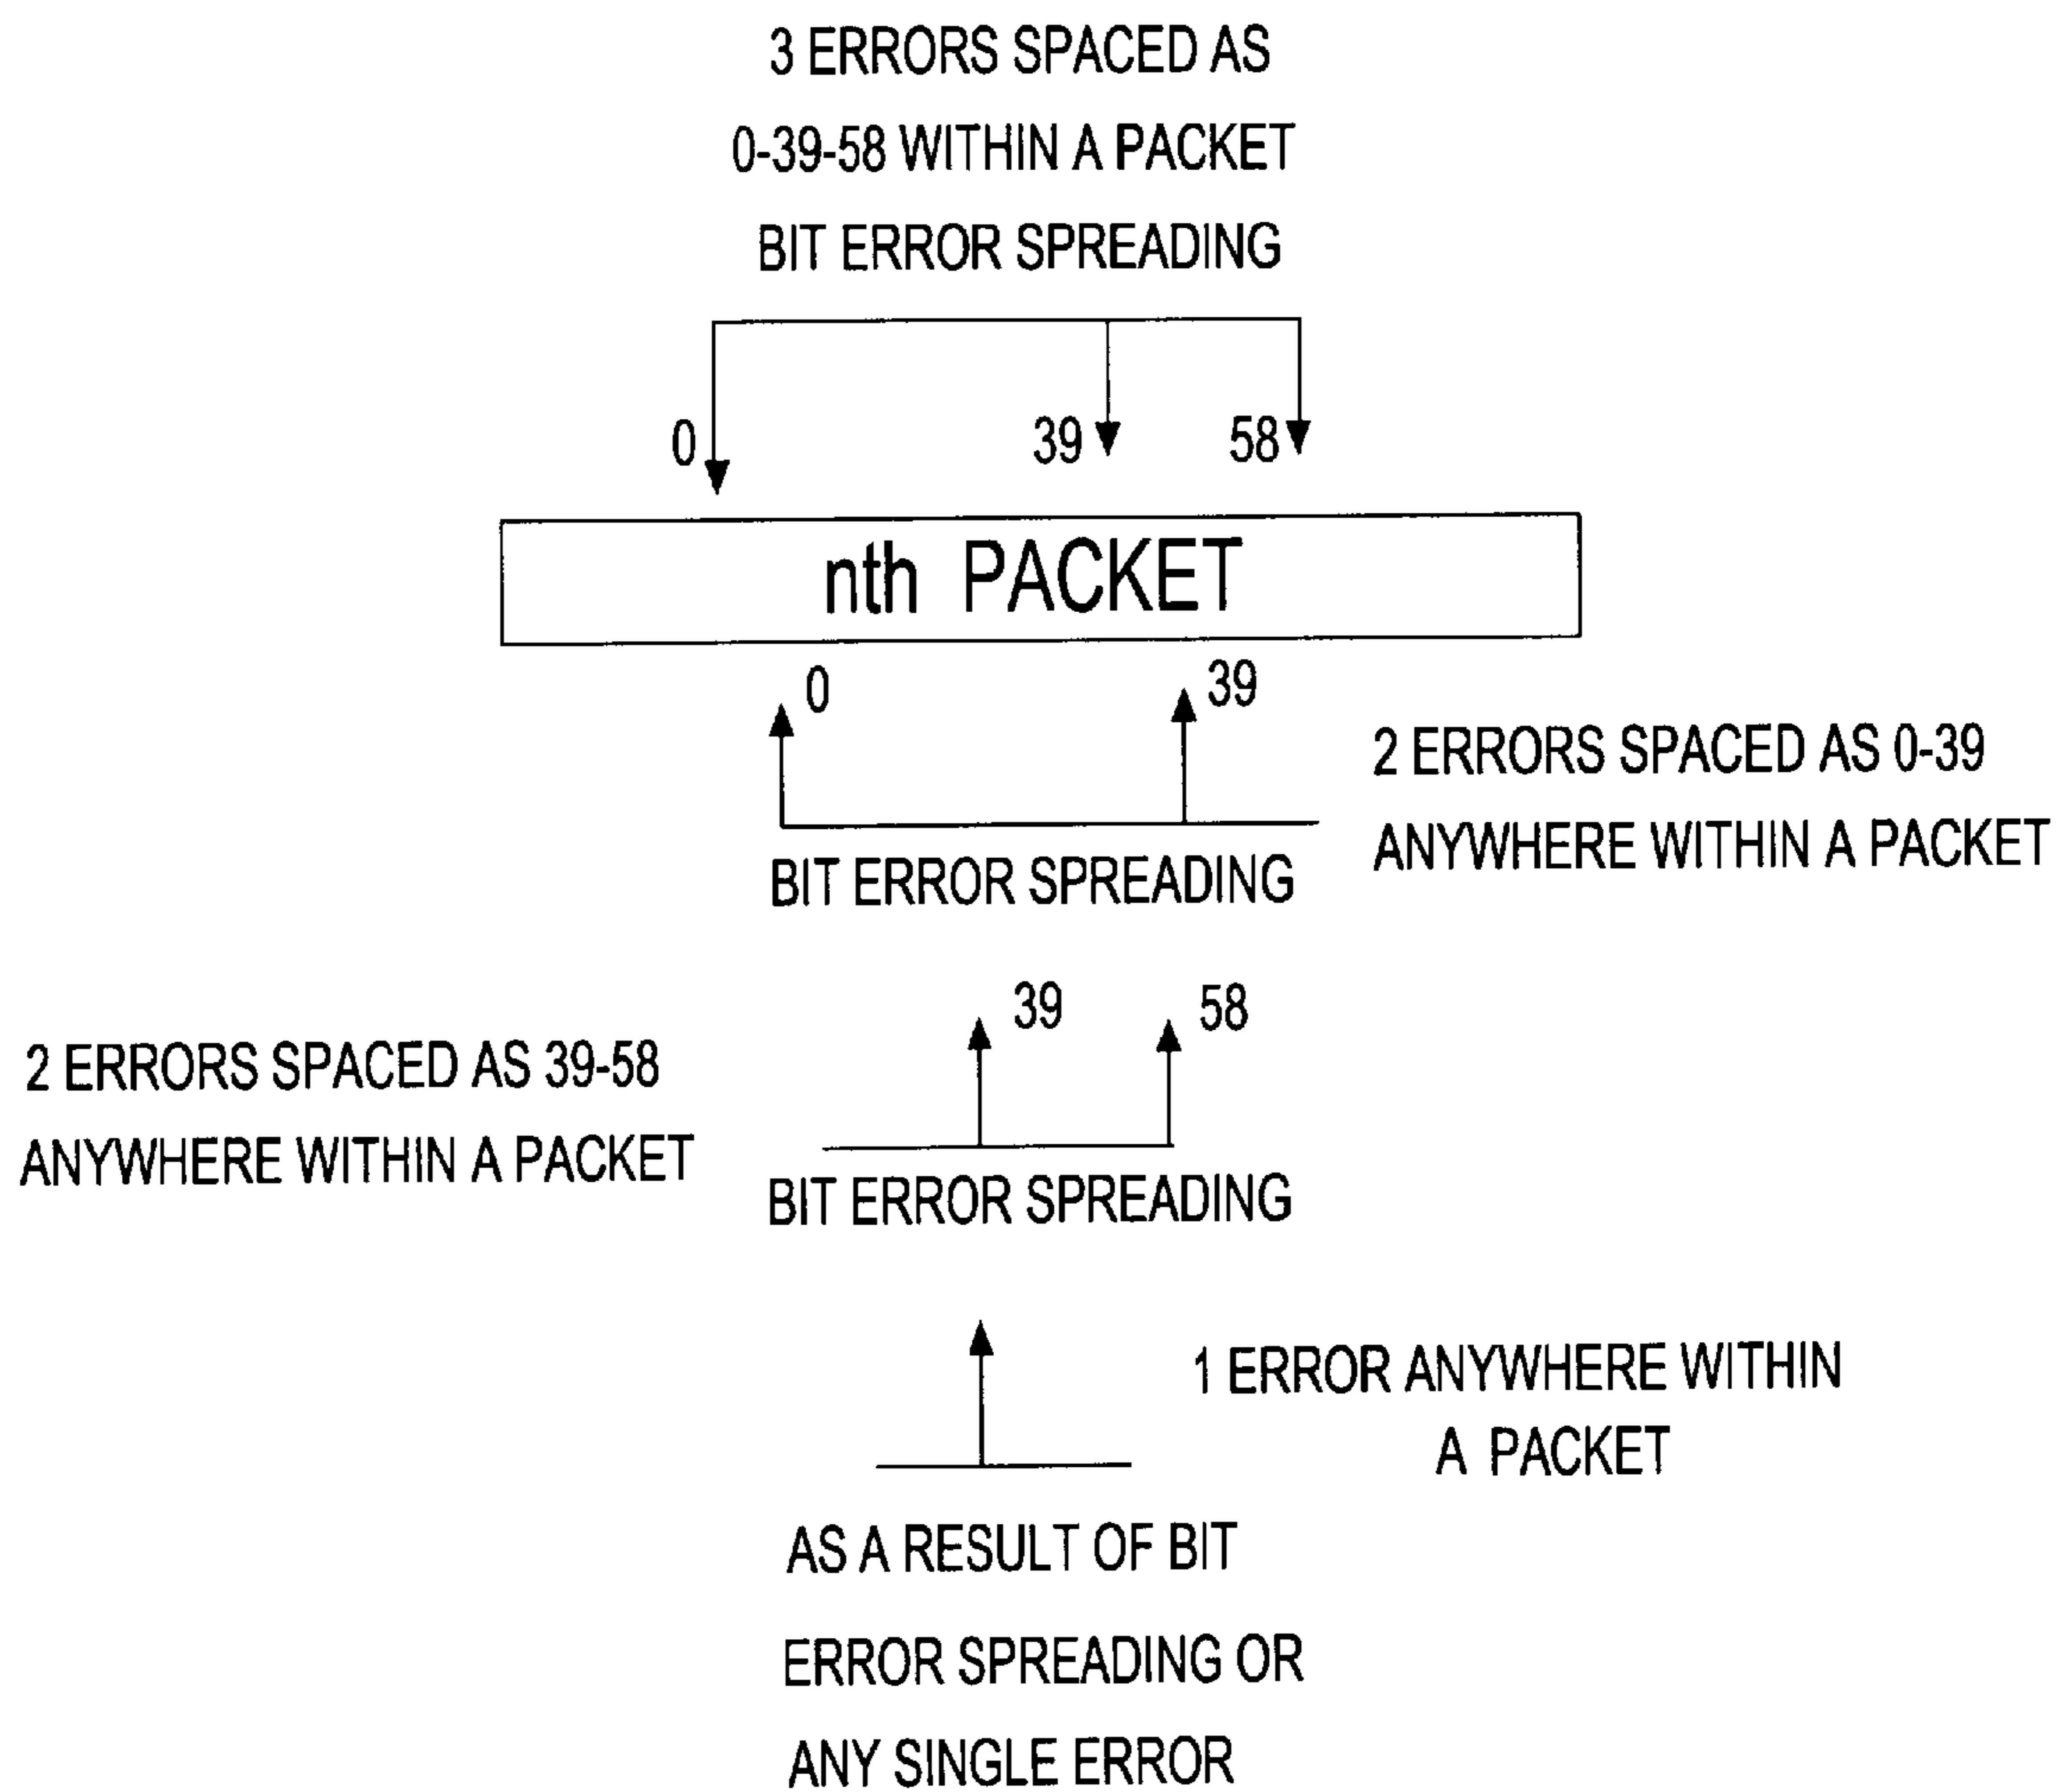 3 ERRORS SPACED AS
0-39-58 WITHIN A PACKET
BIT ERROR SPREADING
0
39
58
nth PACKET
0
39
2 ERRORS SPACED AS 0-39
ANYWHERE WITHIN A PACKET
BIT ERROR SPREADING
39
58
2 ERRORS SPACED AS 39-58
ANYWHERE WITHIN A PACKET
BIT ERROR SPREADING
1 ERROR ANYWHERE WITHIN
A PACKET
AS A RESULT OF BIT
ERROR SPREADING OR
ANY SINGLE ERROR